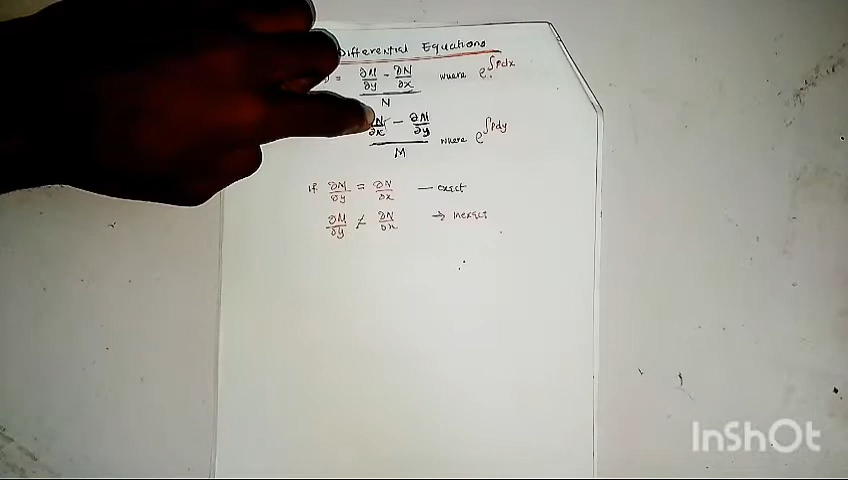 Differential Equations
= ∂M/∂y - ∂N/∂x / N where e^∫Pdx
∂N/∂x - ∂M/∂y / M where e^∫Pdy
if ∂M/∂y = ∂N/∂x — exact
∂M/∂y ≠ ∂N/∂x → inexact
InShOt